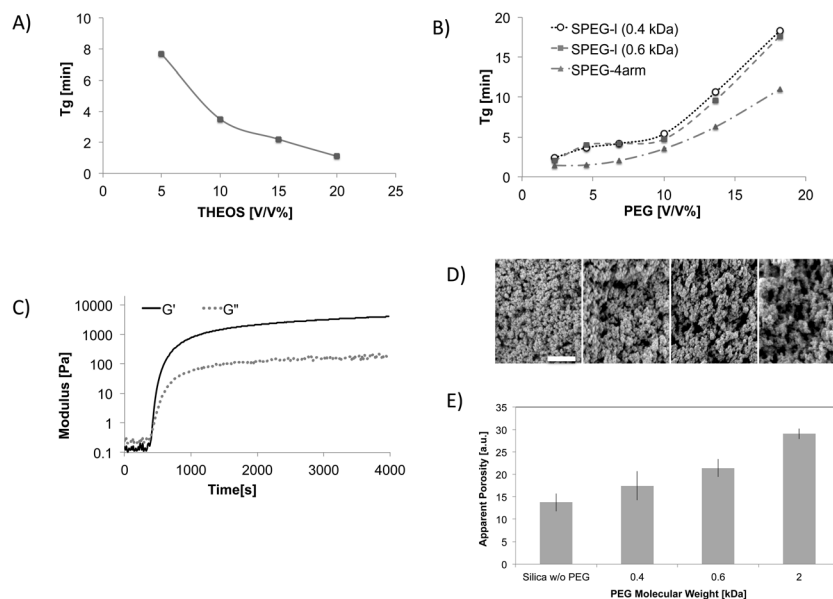 A)
Tg [min]
10
8
6
4
2
0
0 5 10 15 20 25
THEOS [V/V%]
B)
SPEG-l (0.4 kDa)
SPEG-l (0.6 kDa)
SPEG-4arm
Tg [min]
20
15
10
5
0
0 5 10 15 20
PEG [V/V%]
C)
G' G"
Modulus [Pa]
10000
1000
100
10
1
0.1
0 1000 2000 3000 4000
Time[s]
D)
E)
Apparent Porosity [a.u.]
35
30
25
20
15
10
5
0
Silica w/o PEG 0.4 0.6 2
PEG Molecular Weight [kDa]